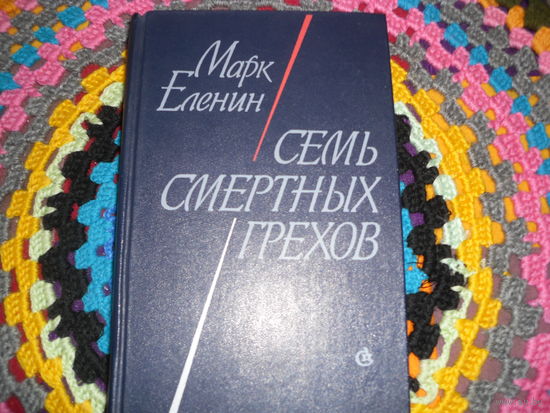 Марк
Еленин
СЕМЬ
СМЕРТНЫХ
ГРЕХОВ